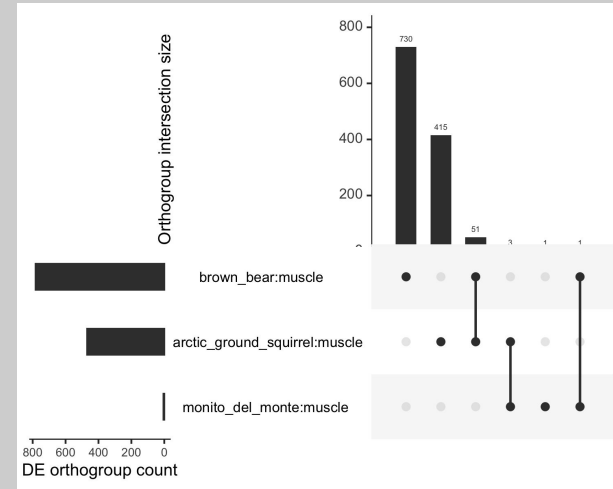 Orthogroup intersection size
800
600
400
200
730
415
51
3
1
1
brown_bear:muscle
arctic_ground_squirrel:muscle
monito_del_monte:muscle
800 600 400 200 0
DE orthogroup count